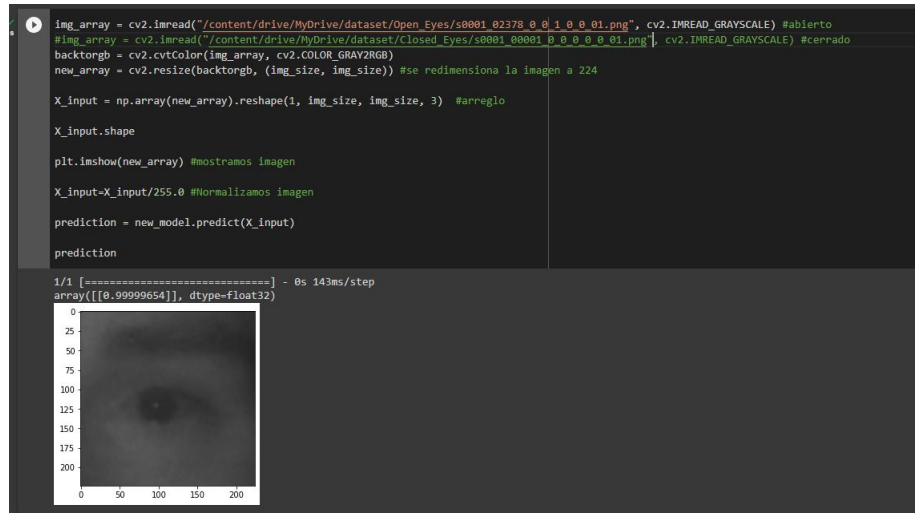 img_array = cv2.imread("/content/drive/MyDrive/dataset/Open_Eyes/s0001_02378_0_0_1_0_0_01.png", cv2.IMREAD_GRAYSCALE) #abierto
#img_array = cv2.imread("/content/drive/MyDrive/dataset/Closed_Eyes/s0001_00001_0_0_0_0_0_01.png", cv2.IMREAD_GRAYSCALE) #cerrado
backtorgb = cv2.cvtColor(img_array, cv2.COLOR_GRAY2RGB)
new_array = cv2.resize(backtorgb, (img_size, img_size)) #se redimensiona la imagen a 224
X_input = np.array(new_array).reshape(1, img_size, img_size, 3) #arreglo
X_input.shape
plt.imshow(new_array) #mostramos imagen
X_input=X_input/255.0 #Normalizamos imagen
prediction = new_model.predict(X_input)
prediction
1/1 [==============================] - 0s 143ms/step
array([[0.99999654]], dtype=float32)
0
25
50
75
100
125
150
175
200
0 50 100 150 200